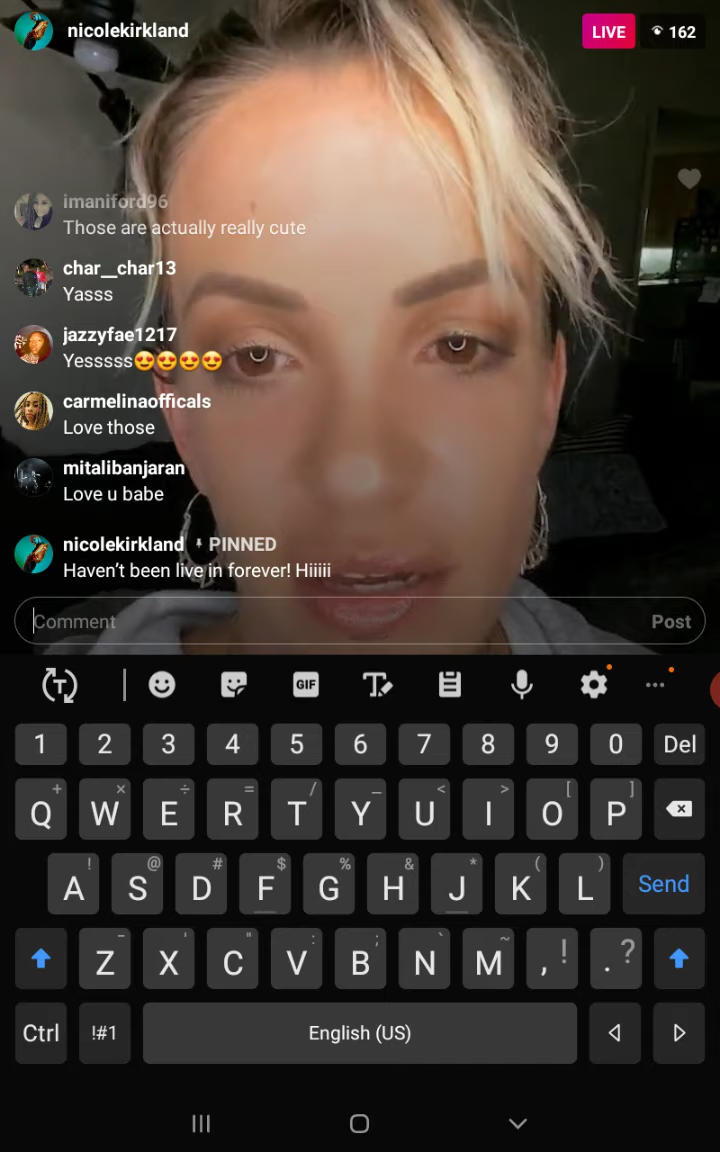 nicolekirkland
LIVE 162
imaniford96
Those are actually really cute
char__char13
Yasss
jazzyfae1217
Yesssss😍😍😍😍
carmelinaofficals
Love those
mitalibanjaran
Love u babe
nicolekirkland PINNED
Haven't been live in forever! Hiiiii
Comment Post
T GIF T ...
1 2 3 4 5 6 7 8 9 0 Del
+ × ÷ = / _ < > [ ]
Q W E R T Y U I O P
! @ # $ % & * ( )
A S D F G H J K L Send
- ' " : ; ` ~ ! ?
Z X C V B N M , .
Ctrl !#1 English (US)